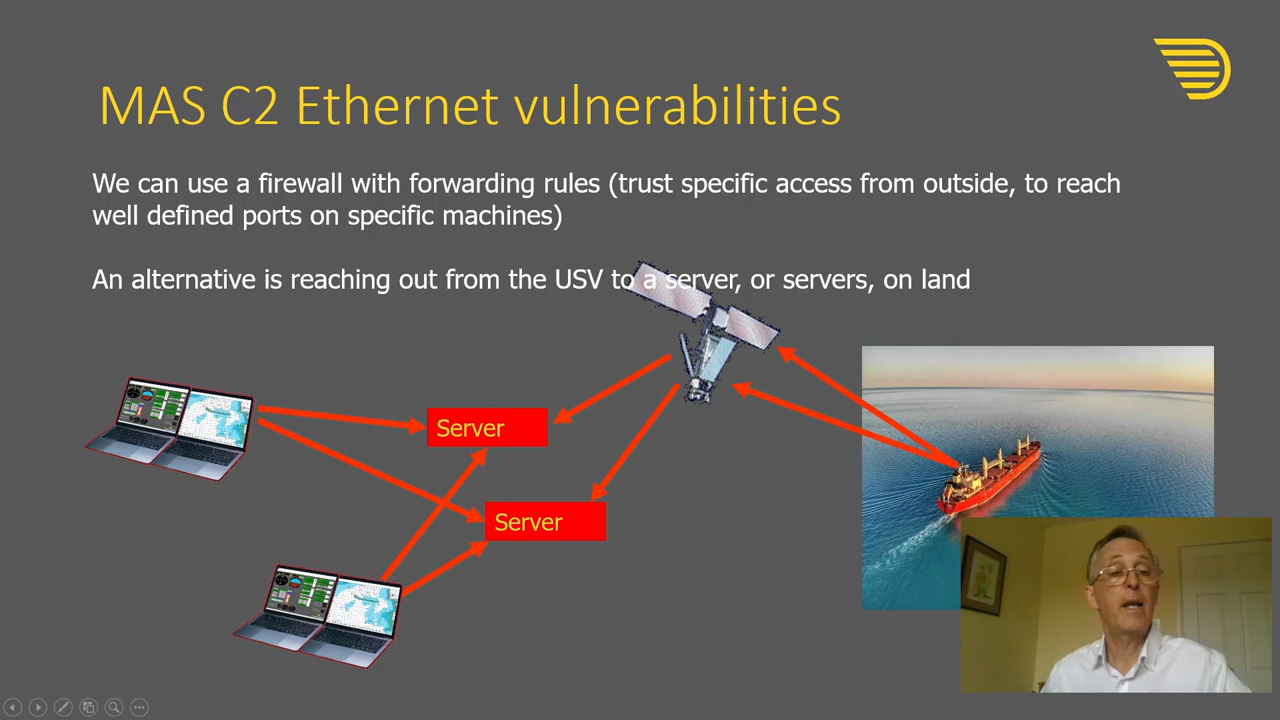 MAS C2 Ethernet vulnerabilities
We can use a firewall with forwarding rules (trust specific access from outside, to reach
well defined ports on specific machines)
An alternative is reaching out from the USV to a server, or servers, on land
Server
Server